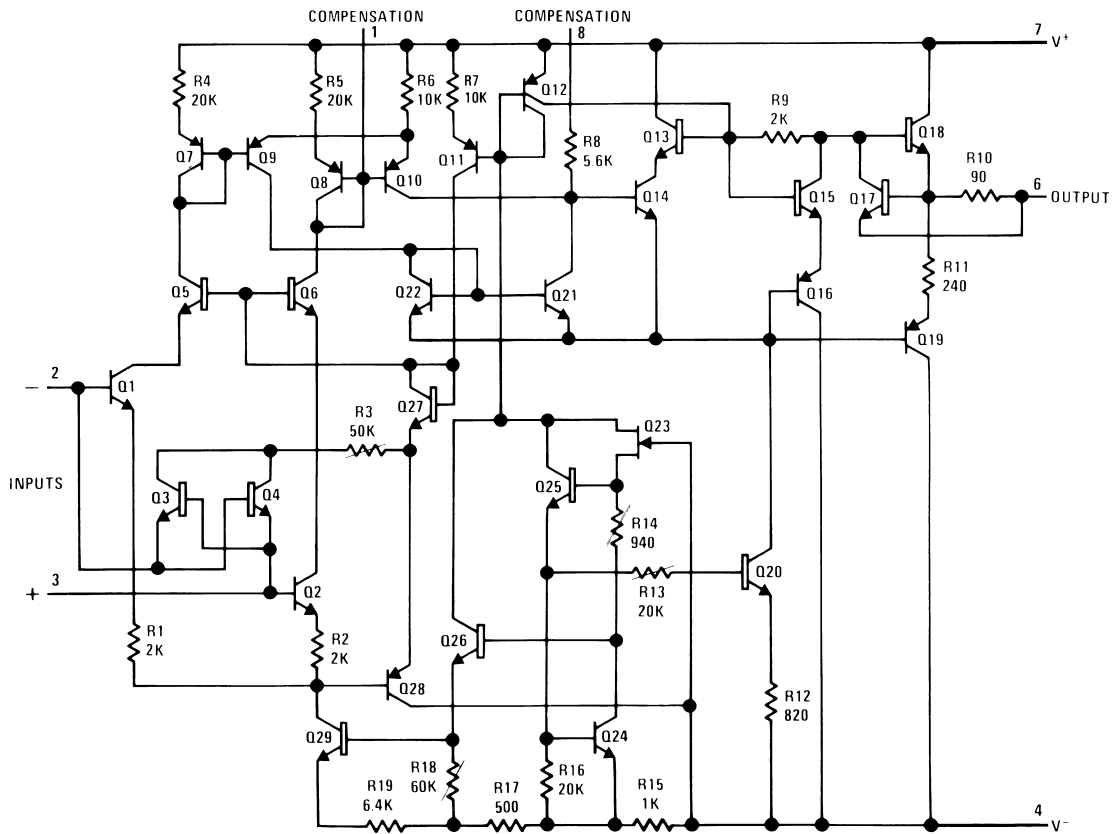 COMPENSATION COMPENSATION
1 8
7 V+
R4
20K
R5
20K
R6
10K
R7
10K
Q12
R8
5.6K
R9
2K
Q13
Q18
Q7
Q9
Q8
Q10
Q11
R10
90
6 OUTPUT
Q14
Q15
Q17
Q5
Q6
Q22
Q21
Q16
R11
240
Q19
2
−
Q1
Q27
R3
50K
Q23
INPUTS
Q3
Q4
Q25
R14
940
R13
20K
Q20
3
+
Q2
R1
2K
R2
2K
Q26
Q28
R12
820
Q29
Q24
R18
60K
R19
6.4K
R17
500
R16
20K
R15
1K
4 V−